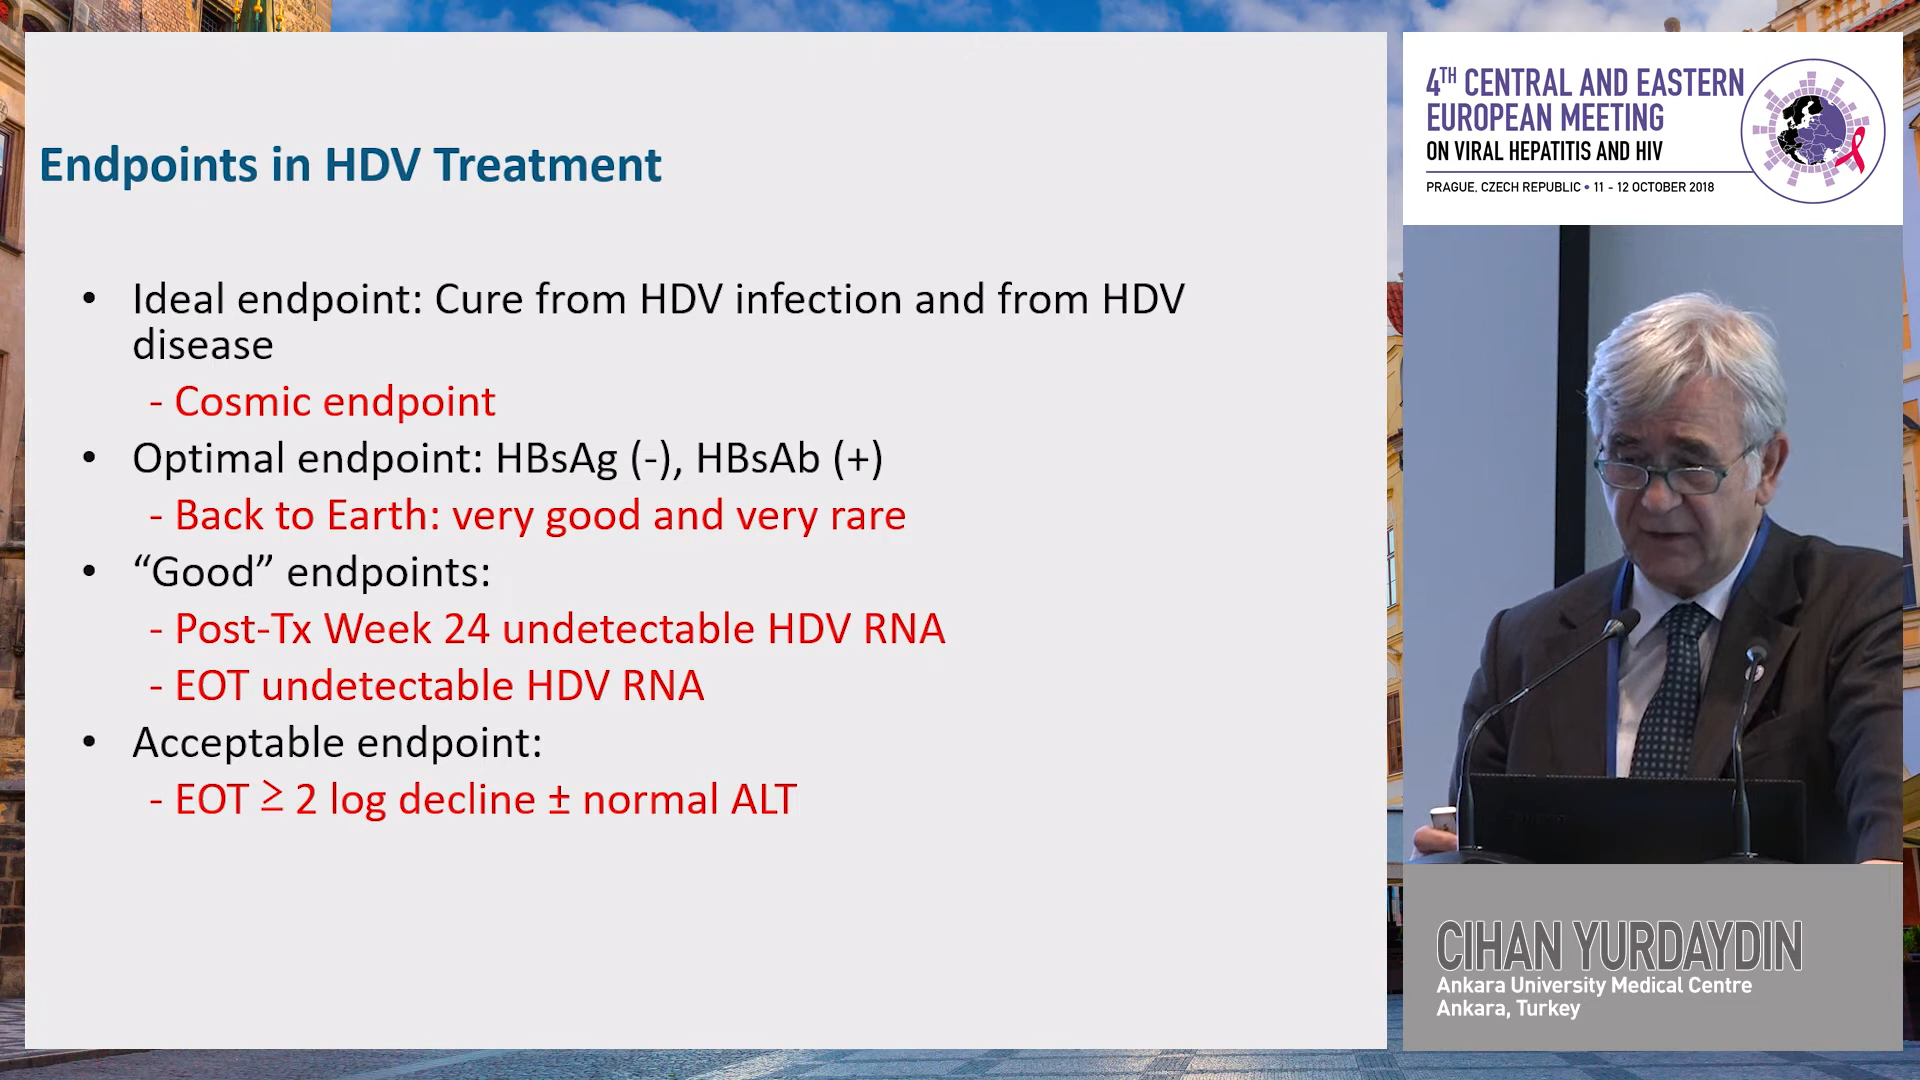 Endpoints in HDV Treatment
• Ideal endpoint: Cure from HDV infection and from HDV
disease
- Cosmic endpoint
• Optimal endpoint: HBsAg (-), HBsAb (+)
- Back to Earth: very good and very rare
• “Good” endpoints:
- Post-Tx Week 24 undetectable HDV RNA
- EOT undetectable HDV RNA
• Acceptable endpoint:
- EOT ≥ 2 log decline ± normal ALT
4TH CENTRAL AND EASTERN
EUROPEAN MEETING
ON VIRAL HEPATITIS AND HIV
PRAGUE, CZECH REPUBLIC • 11 - 12 OCTOBER 2018
CIHAN YURDAYDIN
Ankara University Medical Centre
Ankara, Turkey